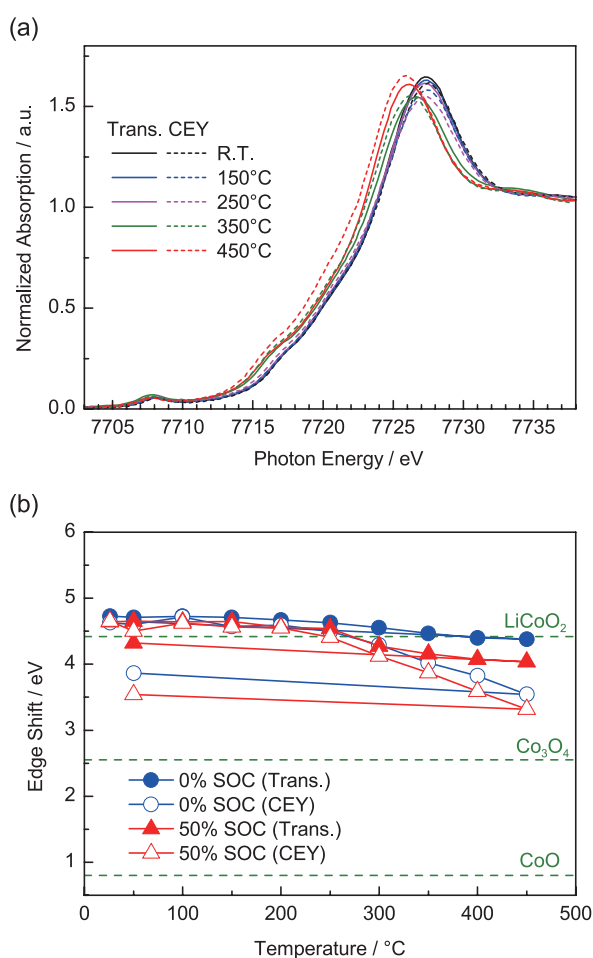 (a)
Normalized Absorption / a.u.
1.5
1.0
0.5
0.0
Trans. CEY
R.T.
150°C
250°C
350°C
450°C
7705 7710 7715 7720 7725 7730 7735
Photon Energy / eV
(b)
Edge Shift / eV
6
5
4
3
2
1
LiCoO₂
Co₃O₄
CoO
0% SOC (Trans.)
0% SOC (CEY)
50% SOC (Trans.)
50% SOC (CEY)
0 100 200 300 400 500
Temperature / °C